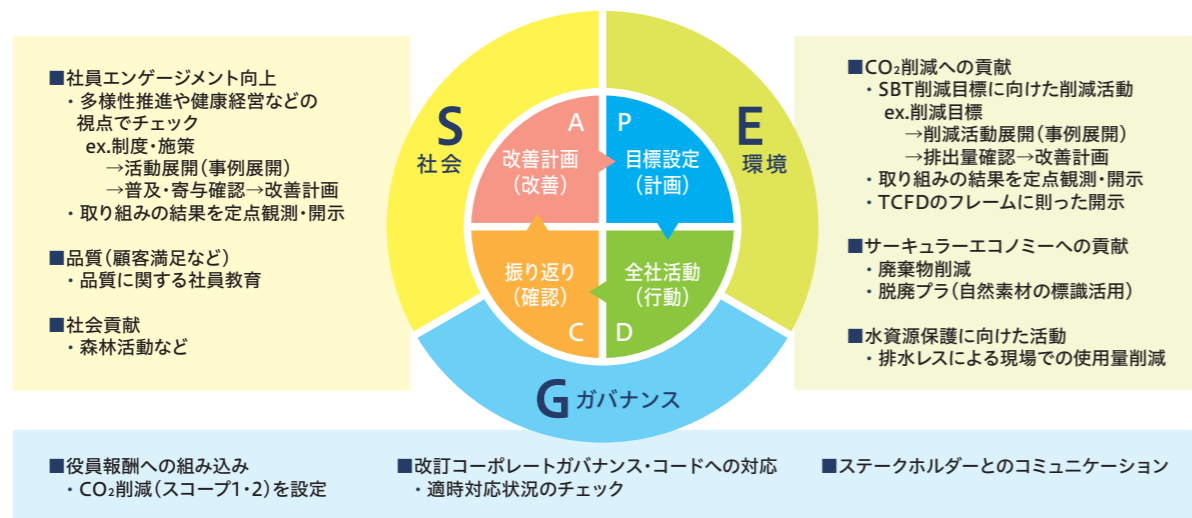 ■社員エンゲージメント向上
・多様性推進や健康経営などの
視点でチェック
ex.制度・施策
→活動展開(事例展開)
→普及・寄与確認→改善計画
・取り組みの結果を定点観測・開示
■品質(顧客満足など)
・品質に関する社員教育
■社会貢献
・森林活動など
S
社会
A
改善計画
(改善)
P
目標設定
(計画)
振り返り
(確認)
C
全社活動
(行動)
D
E
環境
G ガバナンス
■CO₂削減への貢献
・SBT削減目標に向けた削減活動
ex.削減目標
→削減活動展開(事例展開)
→排出量確認→改善計画
・取り組みの結果を定点観測・開示
・TCFDのフレームに則った開示
■サーキュラーエコノミーへの貢献
・廃棄物削減
・脱廃プラ(自然素材の標識活用)
■水資源保護に向けた活動
・排水レスによる現場での使用量削減
■役員報酬への組み込み
・CO₂削減(スコープ1・2)を設定
■改訂コーポレートガバナンス・コードへの対応
・適時対応状況のチェック
■ステークホルダーとのコミュニケーション